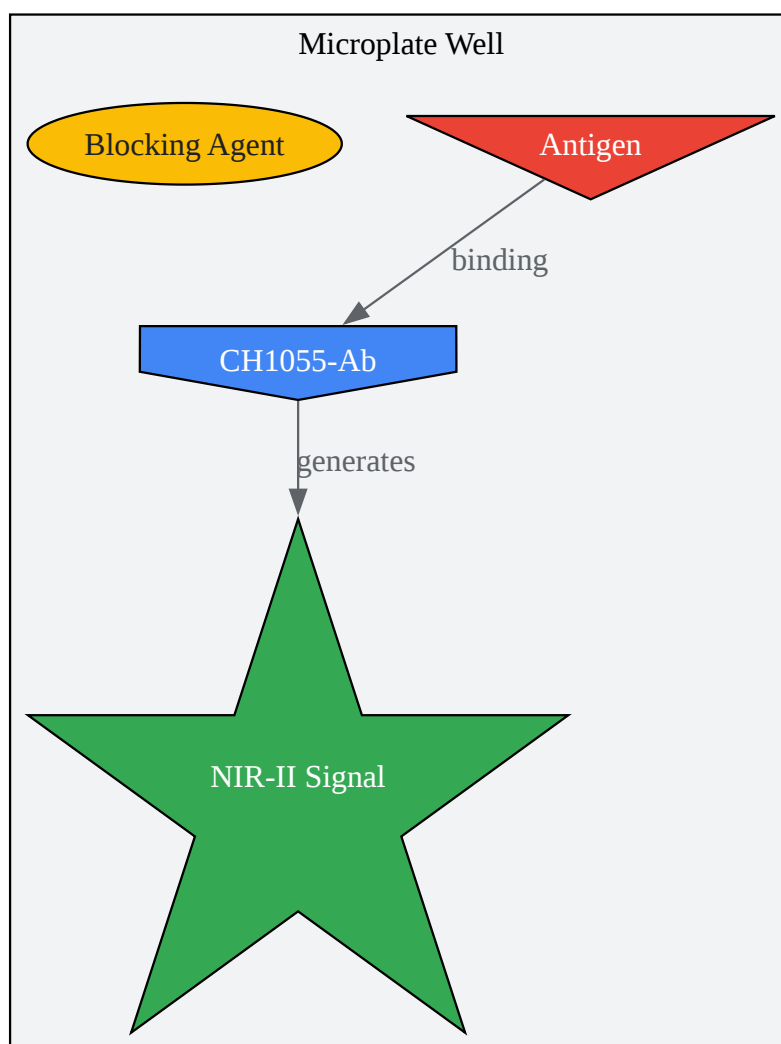 Microplate Well
Blocking Agent
Antigen
binding
CH1055-Ab
generates
NIR-II Signal